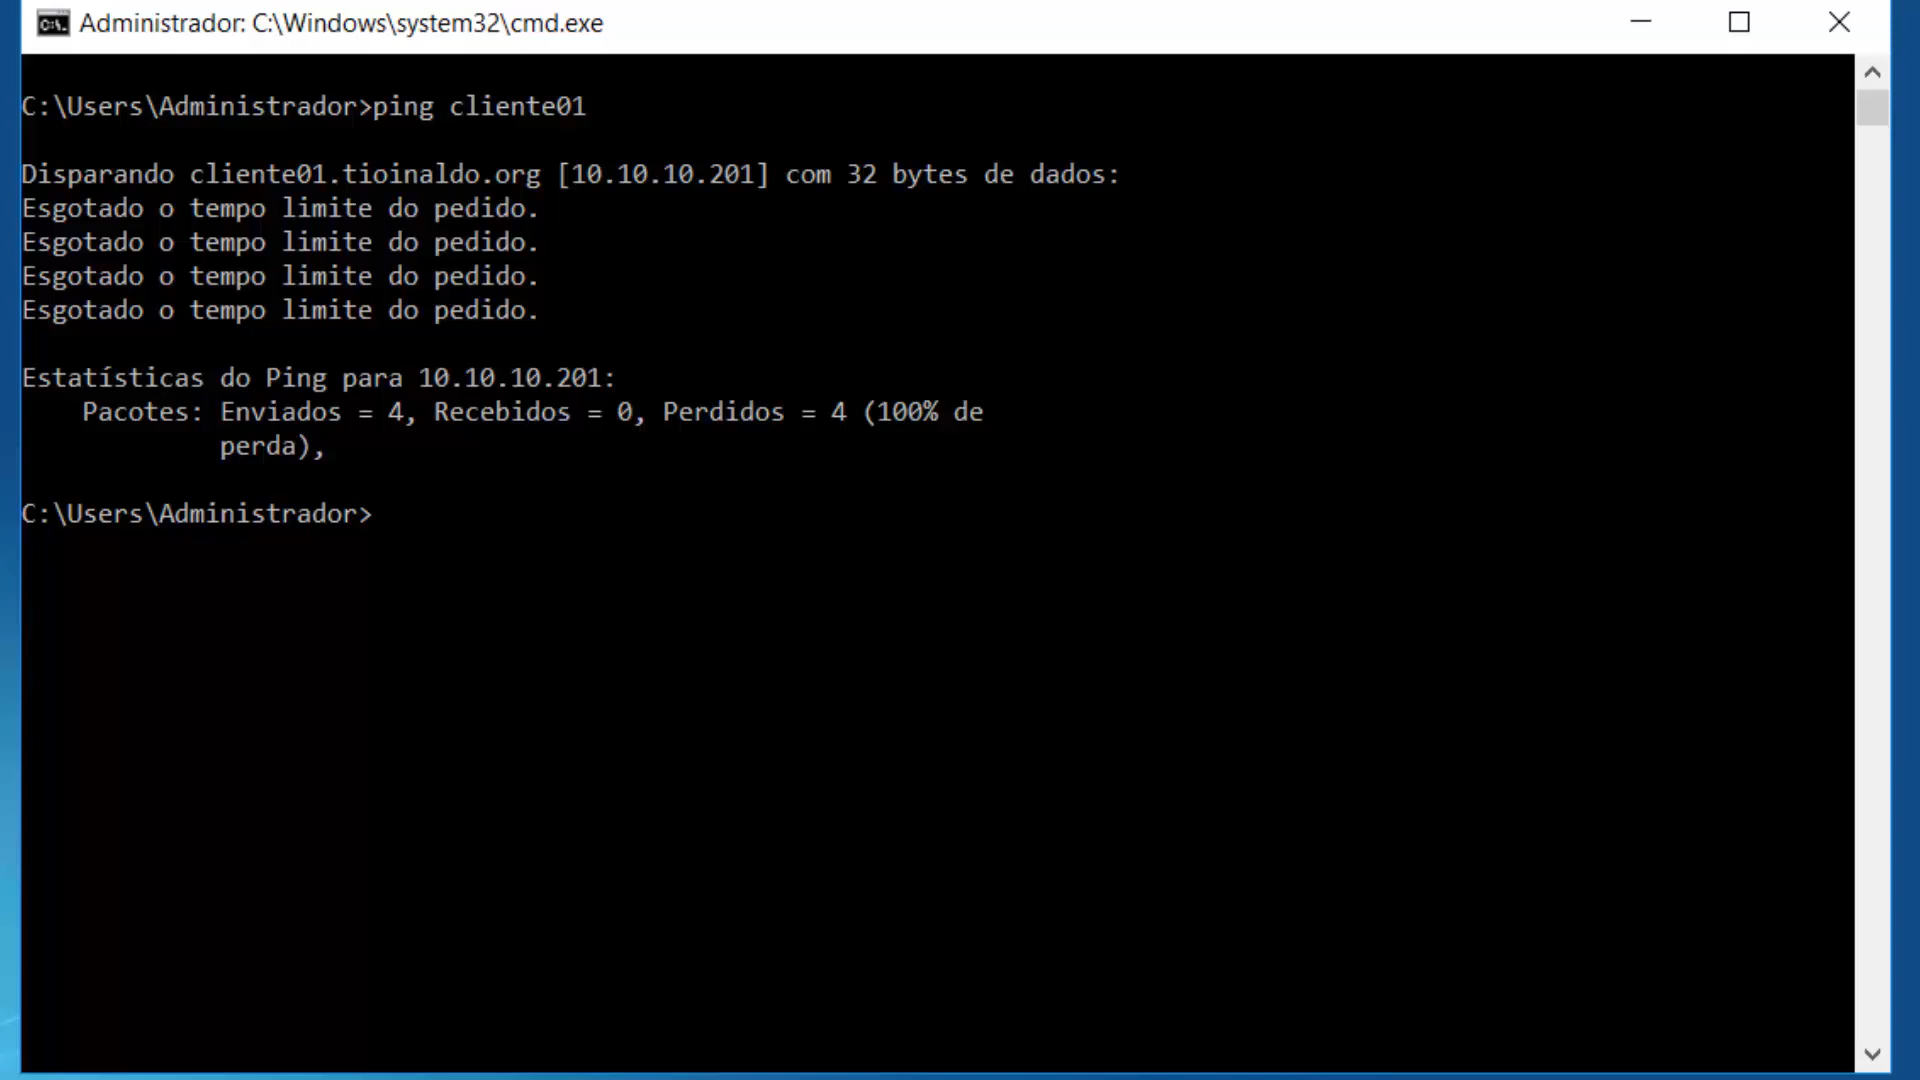 Administrador: C:\Windows\system32\cmd.exe
C:\Users\Administrador>ping cliente01
Disparando cliente01.tioinaldo.org [10.10.10.201] com 32 bytes de dados:
Esgotado o tempo limite do pedido.
Esgotado o tempo limite do pedido.
Esgotado o tempo limite do pedido.
Esgotado o tempo limite do pedido.
Estatísticas do Ping para 10.10.10.201:
Pacotes: Enviados = 4, Recebidos = 0, Perdidos = 4 (100% de
perda),
C:\Users\Administrador>